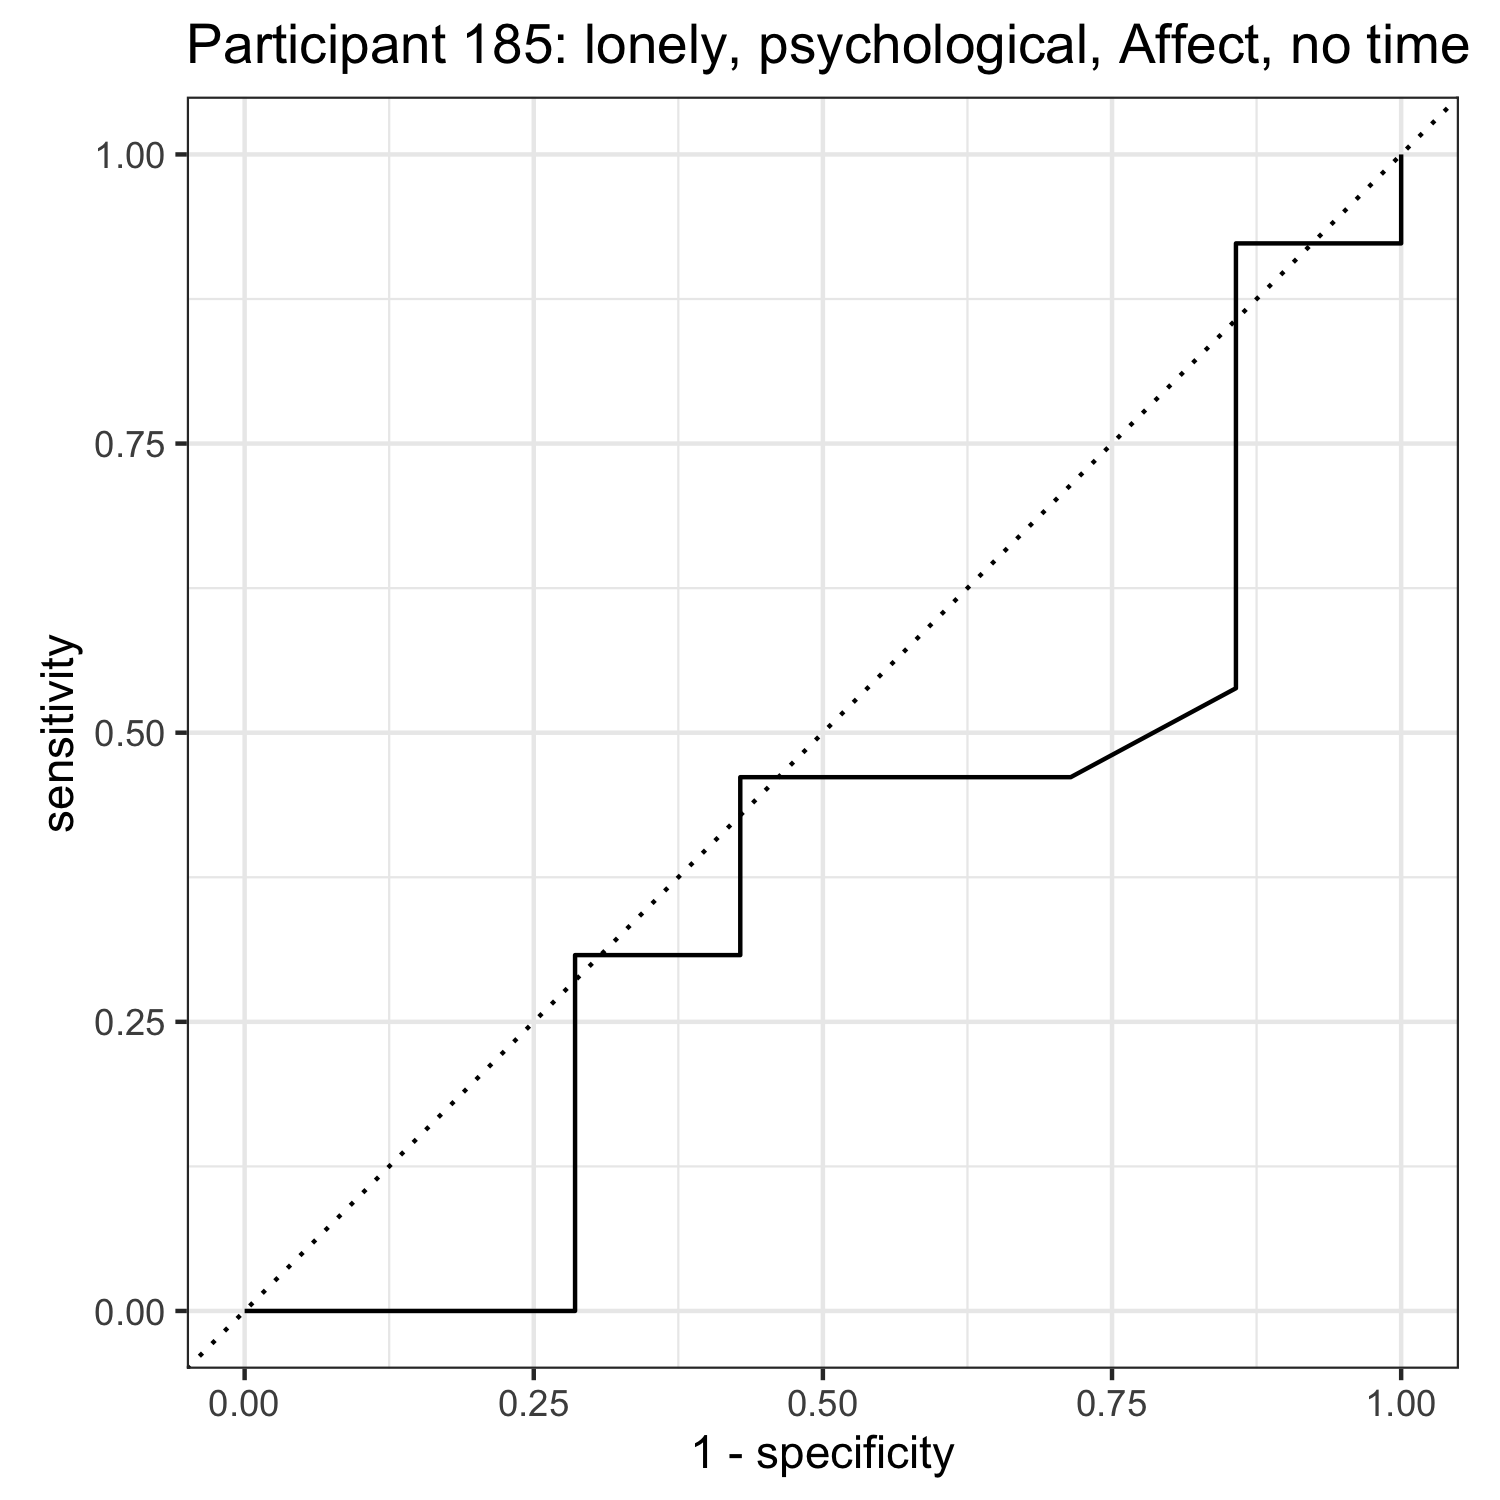 Participant 185: lonely, psychological, Affect, no time
1.00
0.75
0.50
0.25
0.00
sensitivity
0.00 0.25 0.50 0.75 1.00
1 - specificity